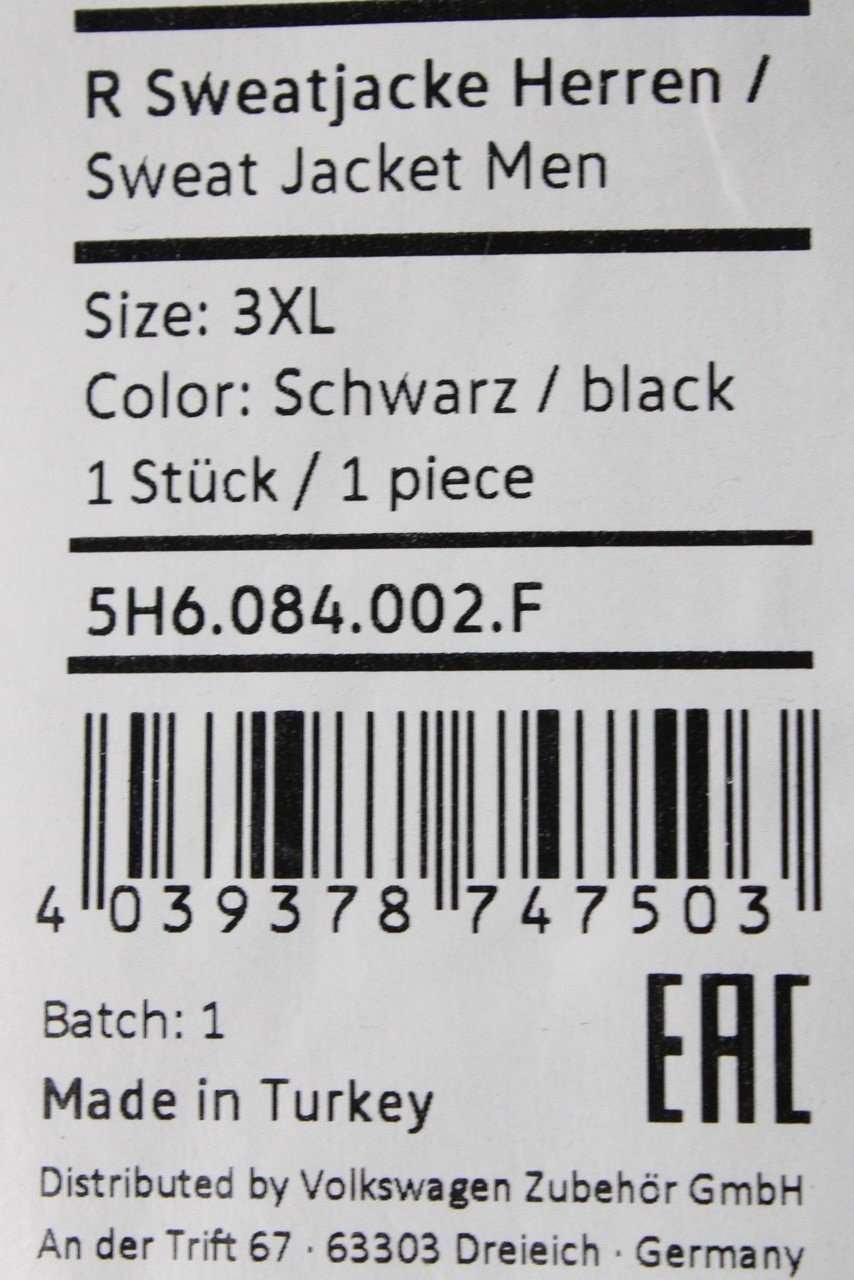 R Sweatjacke Herren /
Sweat Jacket Men
Size: 3XL
Color: Schwarz / black
1 Stück / 1 piece
5H6.084.002.F
4 039378 747503
Batch: 1
EAC
Made in Turkey
Distributed by Volkswagen Zubehör GmbH
An der Trift 67 · 63303 Dreieich · Germany